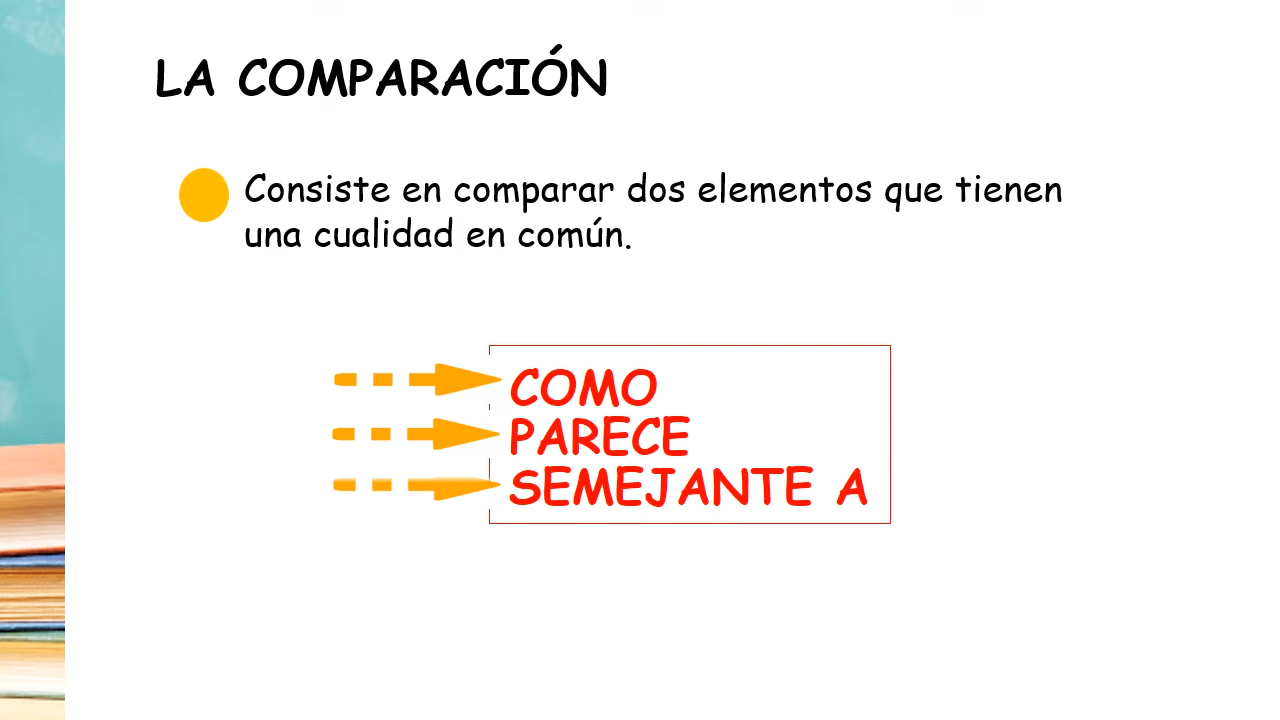 LA COMPARACIÓN
Consiste en comparar dos elementos que tienen
una cualidad en común.
COMO
PARECE
SEMEJANTE A